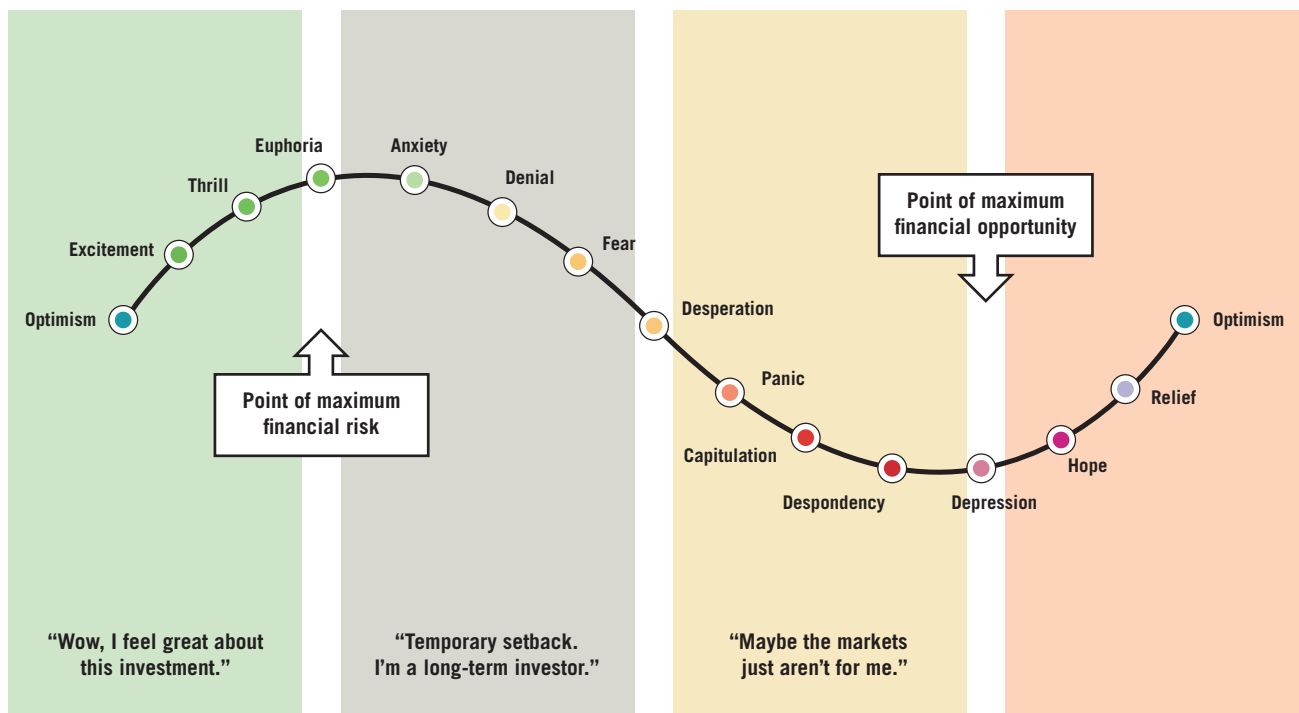 Euphoria
Anxiety
Thrill
Denial
Excitement
Fear
Optimism
Point of maximum
financial risk
Desperation
Panic
Capitulation
Despondency
Depression
Point of maximum
financial opportunity
Hope
Relief
Optimism
“Wow, I feel great about
this investment.”
“Temporary setback.
I’m a long-term investor.”
“Maybe the markets
just aren’t for me.”